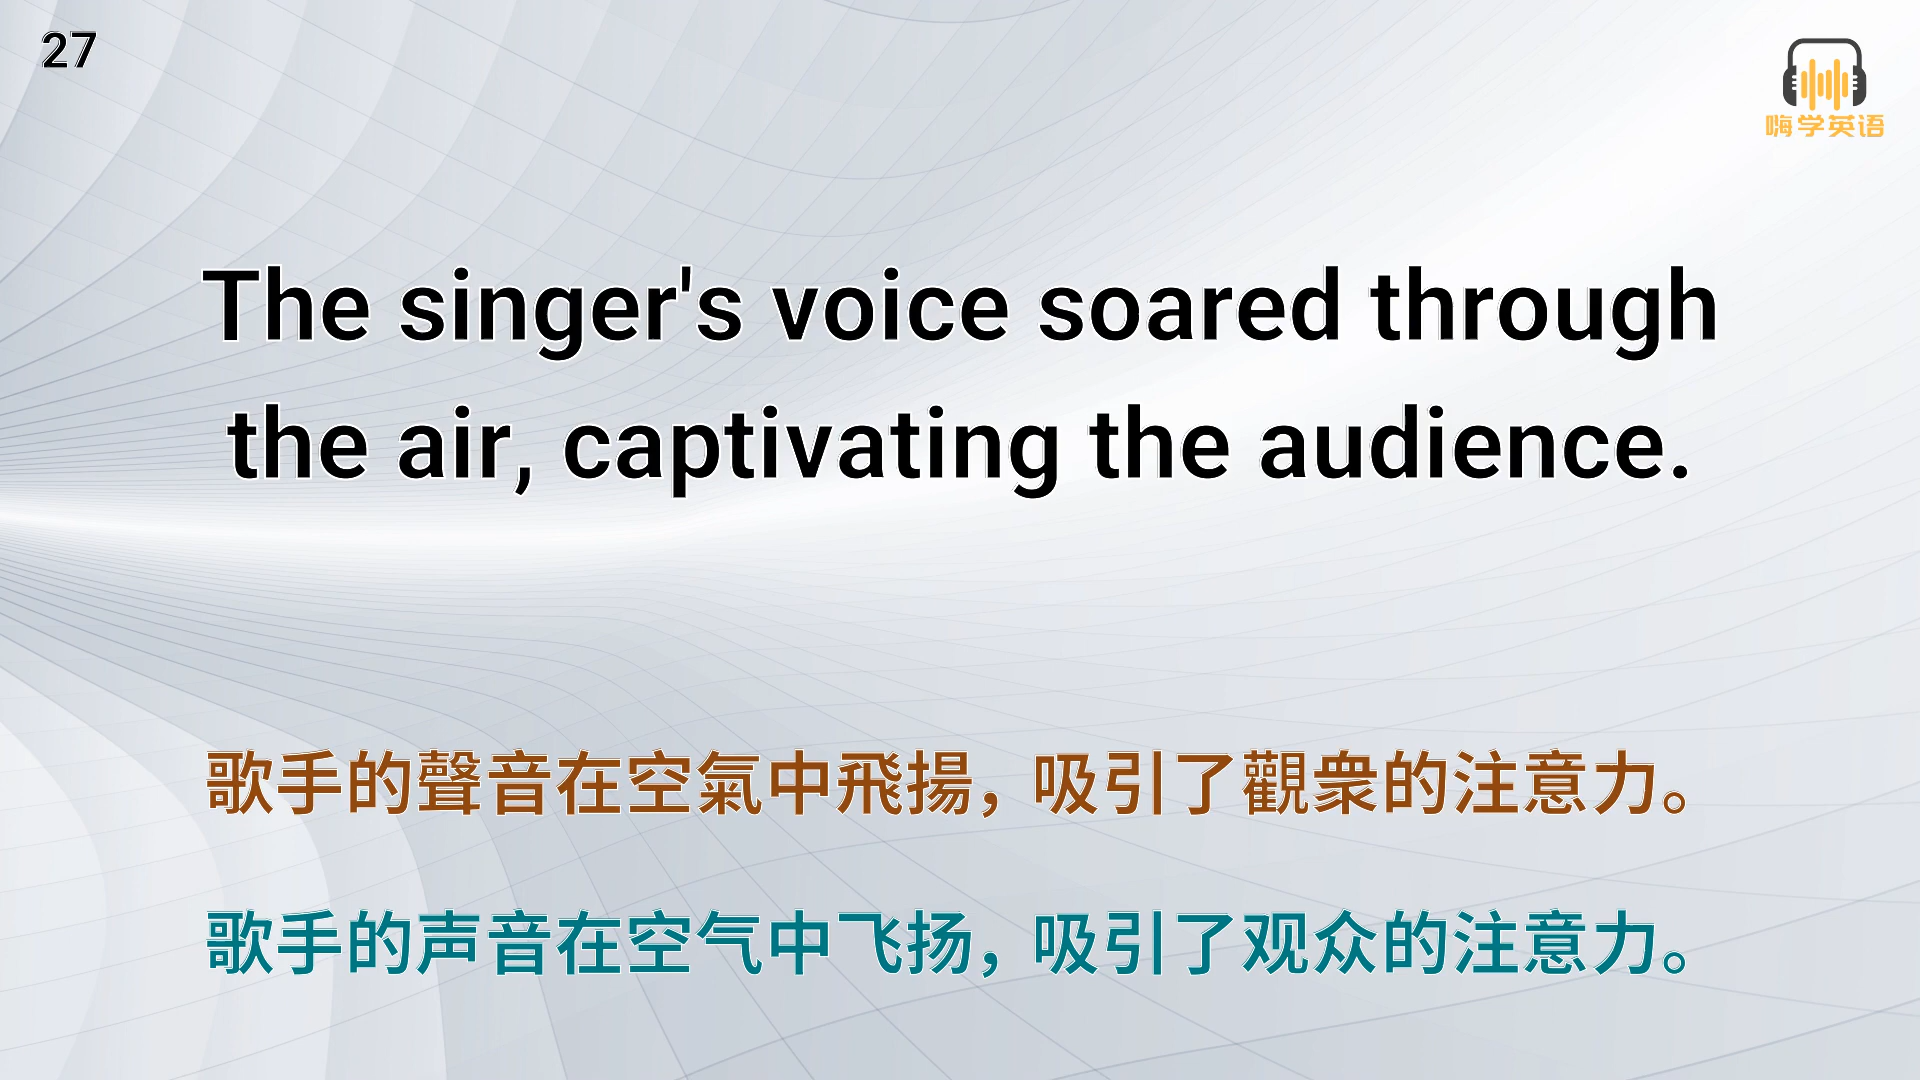 27
嗨学英语
The singer's voice soared through
the air, captivating the audience.
歌手的聲音在空氣中飛揚，吸引了觀衆的注意力。
歌手的声音在空气中飞扬，吸引了观众的注意力。